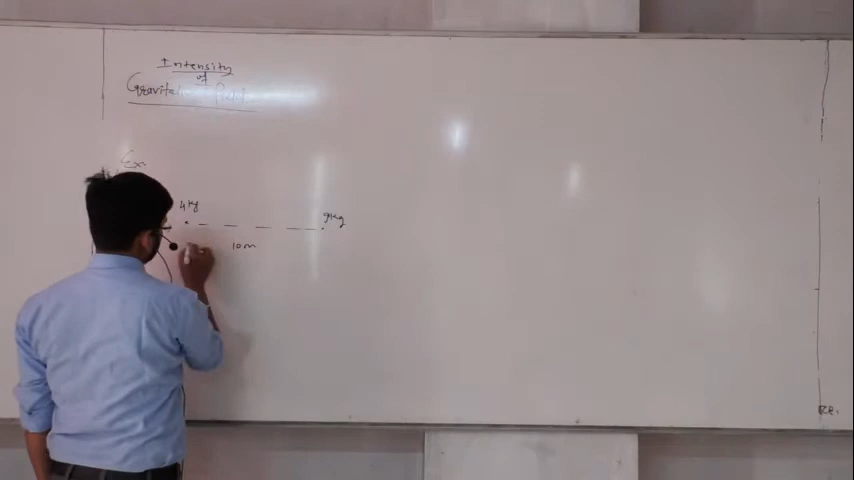 Intensity
of
Gravitational Field
Ex.
4 kg
9 kg
10 m